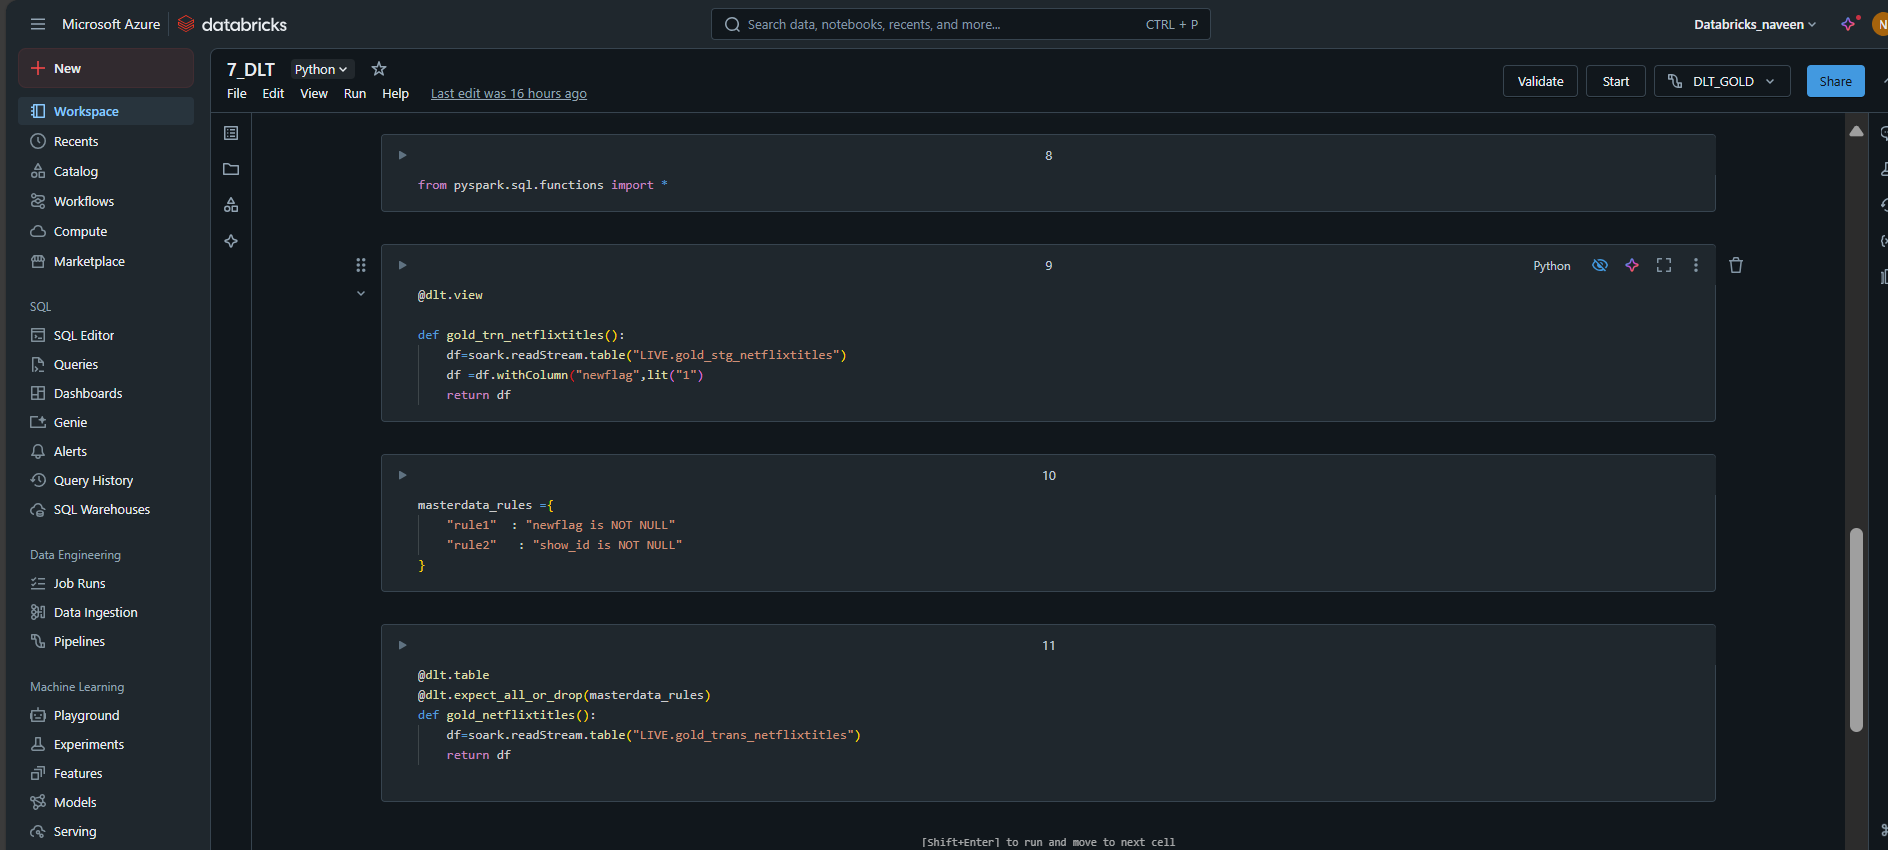 Microsoft Azure databricks
Search data, notebooks, recents, and more... CTRL + P
Databricks_naveen
N
New
Workspace
Recents
Catalog
Workflows
Compute
Marketplace
SQL
SQL Editor
Queries
Dashboards
Genie
Alerts
Query History
SQL Warehouses
Data Engineering
Job Runs
Data Ingestion
Pipelines
Machine Learning
Playground
Experiments
Features
Models
Serving
7_DLT Python
File Edit View Run Help Last edit was 16 hours ago
Validate Start DLT_GOLD Share
8
from pyspark.sql.functions import *
9
Python
@dlt.view
def gold_trn_netflixtitles():
df=soark.readStream.table("LIVE.gold_stg_netflixtitles")
df =df.withColumn("newflag",lit("1")
return df
10
masterdata_rules ={
"rule1" : "newflag is NOT NULL"
"rule2" : "show_id is NOT NULL"
}
11
@dlt.table
@dlt.expect_all_or_drop(masterdata_rules)
def gold_netflixtitles():
df=soark.readStream.table("LIVE.gold_trans_netflixtitles")
return df
[Shift+Enter] to run and move to next cell